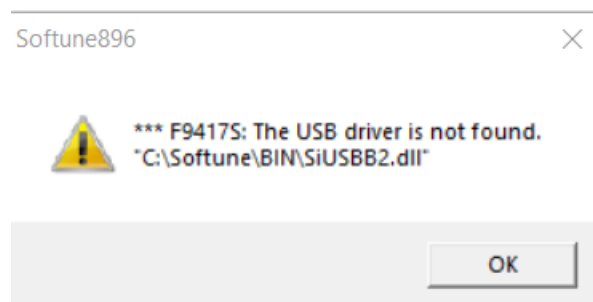 Softune896
*** F9417S: The USB driver is not found.
"C:\Softune\BIN\SiUSBB2.dll"
OK